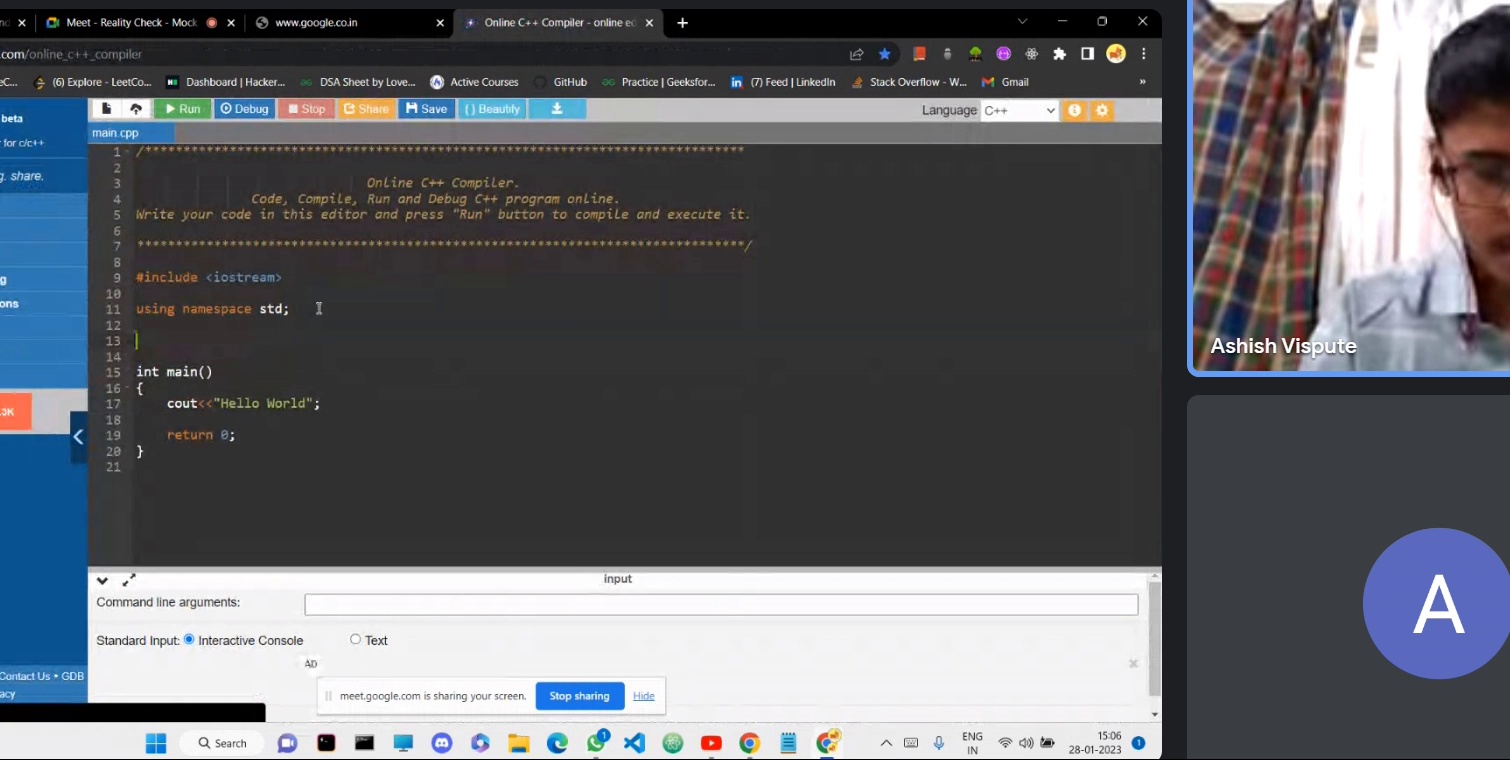 Meet - Reality Check - Mock
www.google.co.in
Online C++ Compiler - online ed
.com/online_c++_compiler
(6) Explore - LeetCo...
Dashboard | Hacker...
DSA Sheet by Love...
Active Courses
GitHub
Practice | Geeksfor...
(7) Feed | LinkedIn
Stack Overflow - W...
Gmail
»
beta
for c/c++
g. share.
g
ons
.3K
Contact Us • GDB
acy
Run
Debug
Stop
Share
Save
{ } Beautify
Language C++
main.cpp
1 /******************************************************************************
2
3 Online C++ Compiler.
4 Code, Compile, Run and Debug C++ program online.
5 Write your code in this editor and press "Run" button to compile and execute it.
6
7 *******************************************************************************/
8
9 #include <iostream>
10
11 using namespace std;
12
13
14
15 int main()
16 {
17 cout<<"Hello World";
18
19 return 0;
20 }
21
input
Command line arguments:
Standard Input: Interactive Console Text
AD
meet.google.com is sharing your screen. Stop sharing Hide
Search
1
ENG
IN
15:06
28-01-2023
1
Ashish Vispute
A